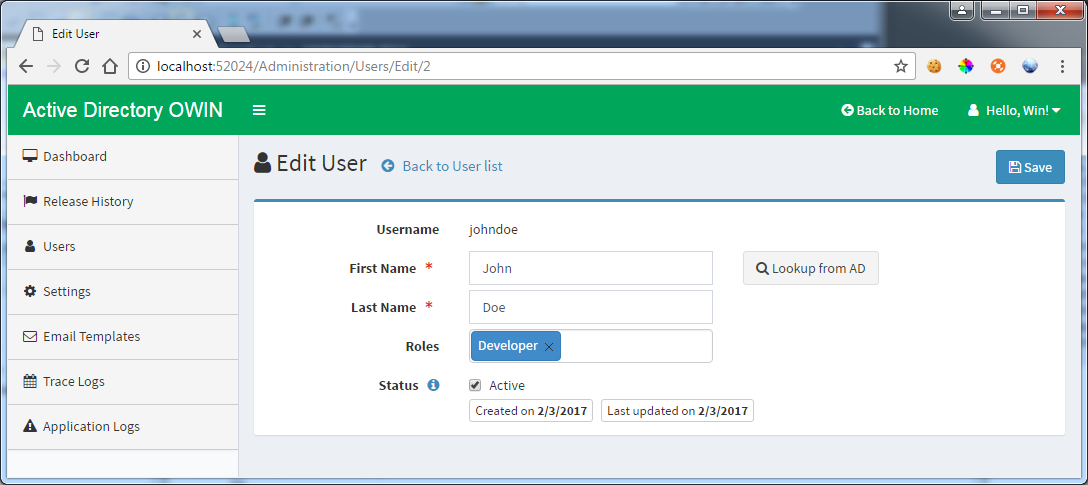 Edit User
localhost:52024/Administration/Users/Edit/2
Active Directory OWIN
Back to Home
Hello, Win!
Dashboard
Release History
Users
Settings
Email Templates
Trace Logs
Application Logs
Edit User Back to User list
Save
Username johndoe
First Name * John
Lookup from AD
Last Name * Doe
Roles Developer ×
Status Active
Created on 2/3/2017 Last updated on 2/3/2017